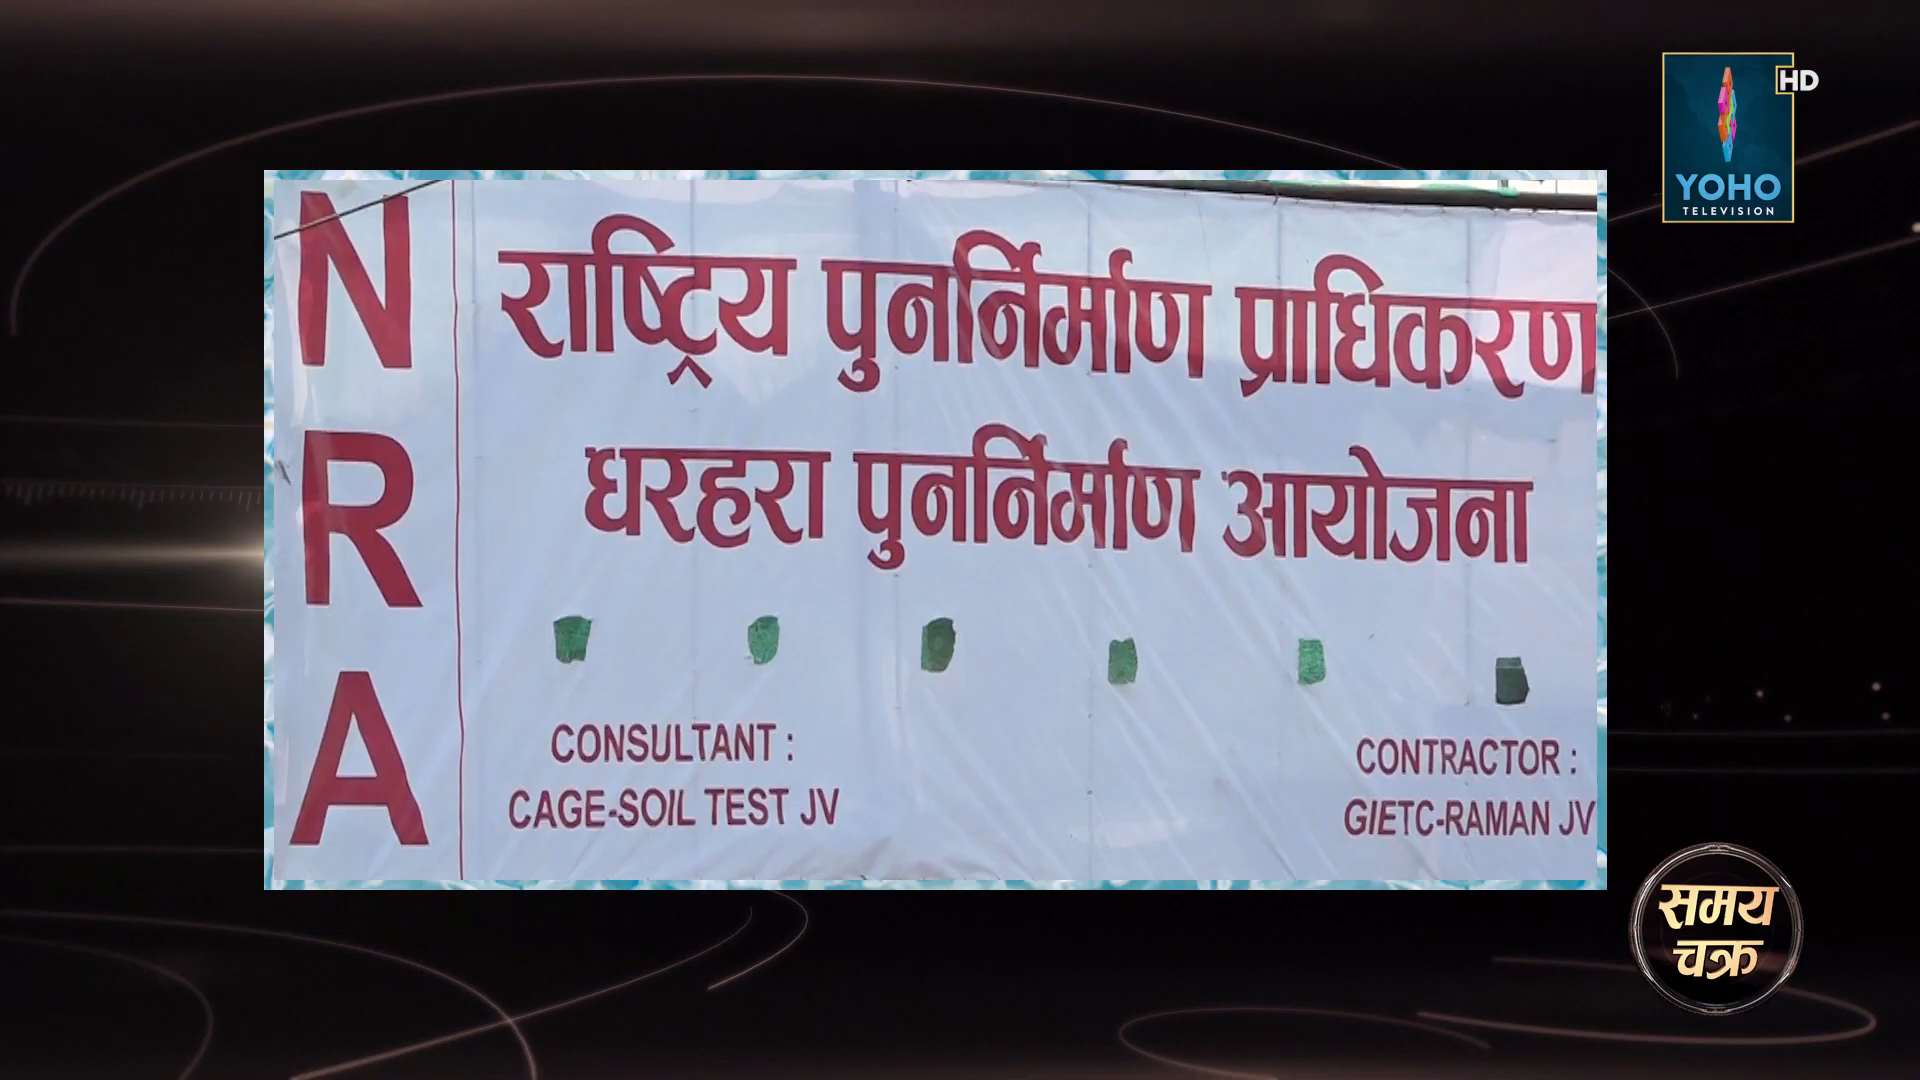 HD
YOHO
TELEVISION
N
R
A
राष्ट्रिय पुनर्निर्माण प्राधिकरण
धरहरा पुनर्निर्माण आयोजना
CONSULTANT :
CAGE-SOIL TEST JV
CONTRACTOR :
GIETC-RAMAN JV
समय
चक्र